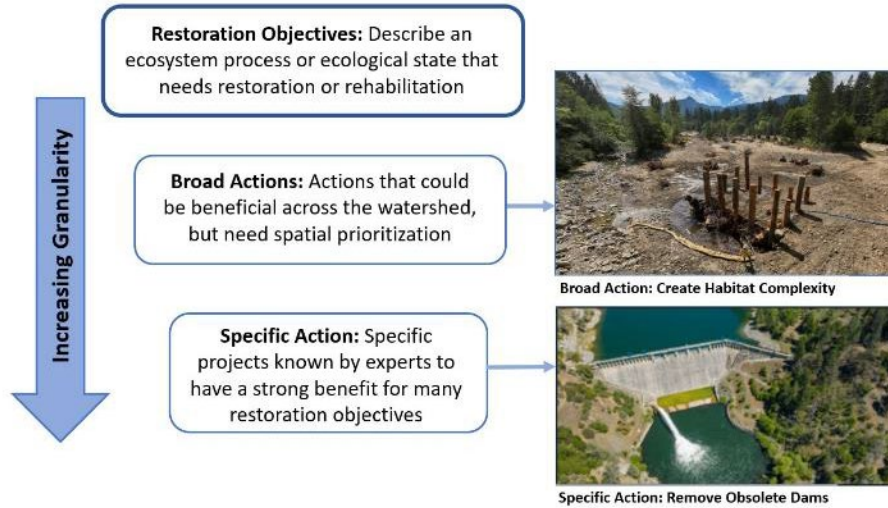 Restoration Objectives: Describe an
ecosystem process or ecological state that
needs restoration or rehabilitation
Increasing Granularity
Broad Actions: Actions that could
be beneficial across the watershed,
but need spatial prioritization
Broad Action: Create Habitat Complexity
Specific Action: Specific
projects known by experts to
have a strong benefit for many
restoration objectives
Specific Action: Remove Obsolete Dams